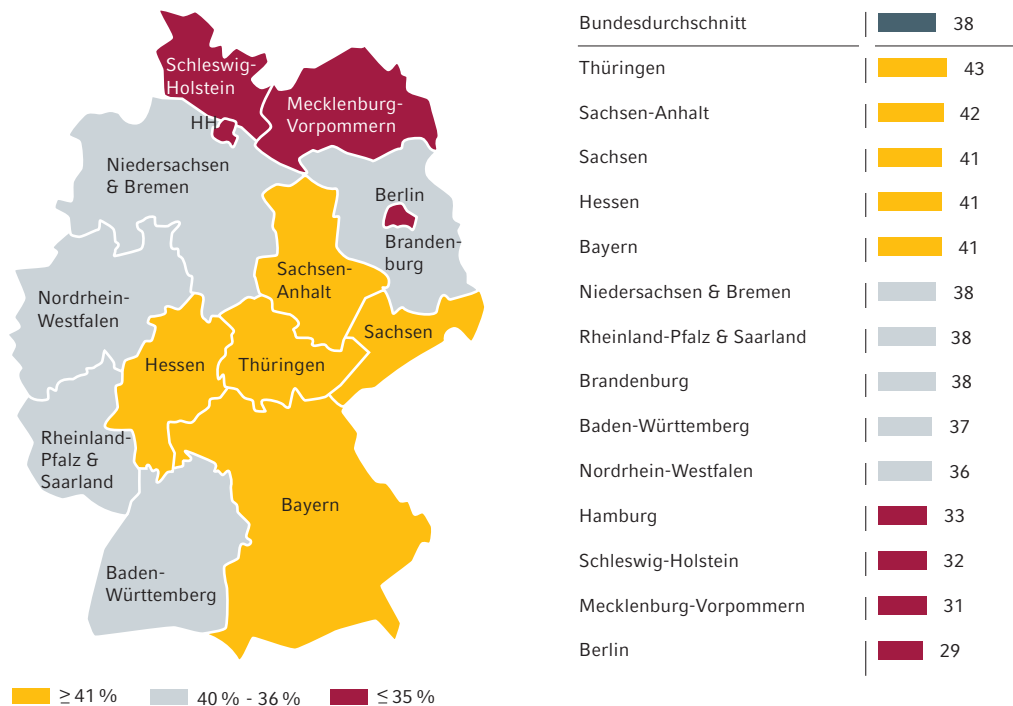 Schleswig-
Holstein
Mecklenburg-
Vorpommern
HH
Niedersachsen
& Bremen
Berlin
Branden-
burg
Sachsen-
Anhalt
Nordrhein-
Westfalen
Sachsen
Hessen
Thüringen
Rheinland-
Pfalz &
Saarland
Bayern
Baden-
Württemberg
≥ 41 %
40 % - 36 %
≤ 35 %
Bundesdurchschnitt 38
Thüringen 43
Sachsen-Anhalt 42
Sachsen 41
Hessen 41
Bayern 41
Niedersachsen & Bremen 38
Rheinland-Pfalz & Saarland 38
Brandenburg 38
Baden-Württemberg 37
Nordrhein-Westfalen 36
Hamburg 33
Schleswig-Holstein 32
Mecklenburg-Vorpommern 31
Berlin 29